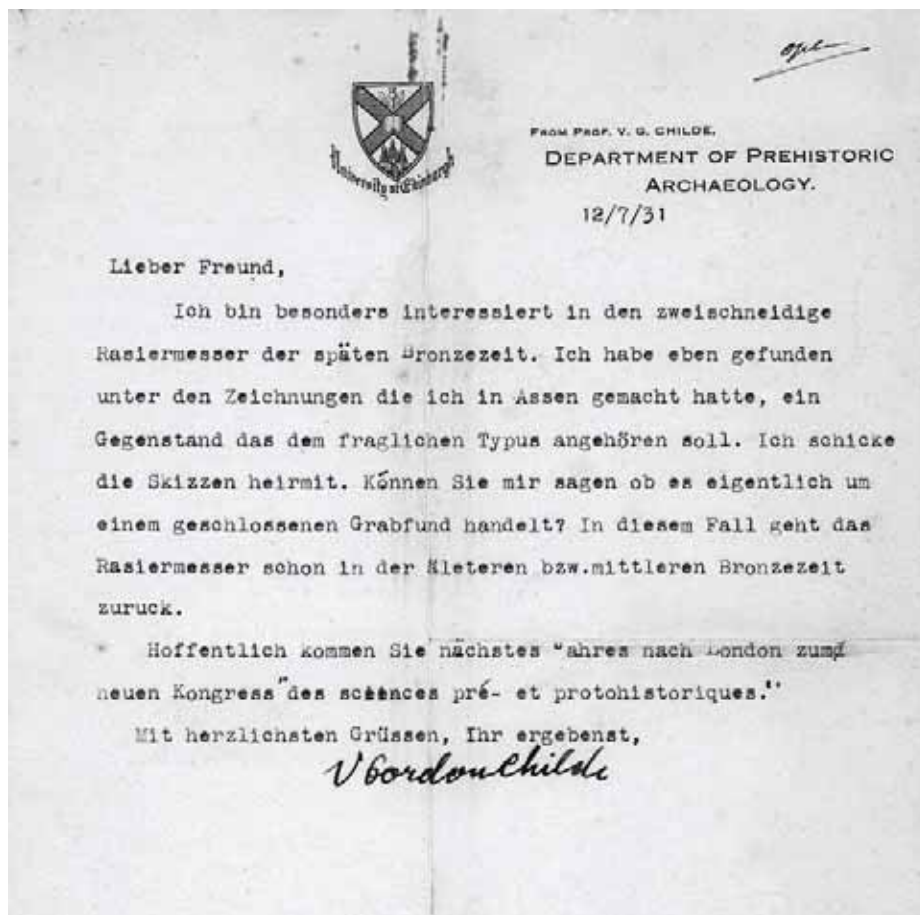 University of Edinburgh
FROM PROF. V. G. CHILDE,
DEPARTMENT OF PREHISTORIC
ARCHAEOLOGY.
12/7/31
Lieber Freund,
Ich bin besonders interessiert in den zweischneidige
Rasiermesser der späten Bronzezeit. Ich habe eben gefunden
unter den Zeichnungen die ich in Assen gemacht hatte, ein
Gegenstand das dem fraglichen Typus angehören soll. Ich schicke
die Skizzen heirmit. Können Sie mir sagen ob es eigentlich um
einem geschlossenen Grabfund handelt? In diesem Fall geht das
Rasiermesser schon in der Äleteren bzw.mittleren Bronzezeit
zuruck.
Hoffentlich kommen Sie nächstes Jahres nach London zum
neuen Kongress "des sciences pré- et protohistoriques."
Mit herzlichsten Grüssen, Ihr ergebenst,
V Gordon Childe